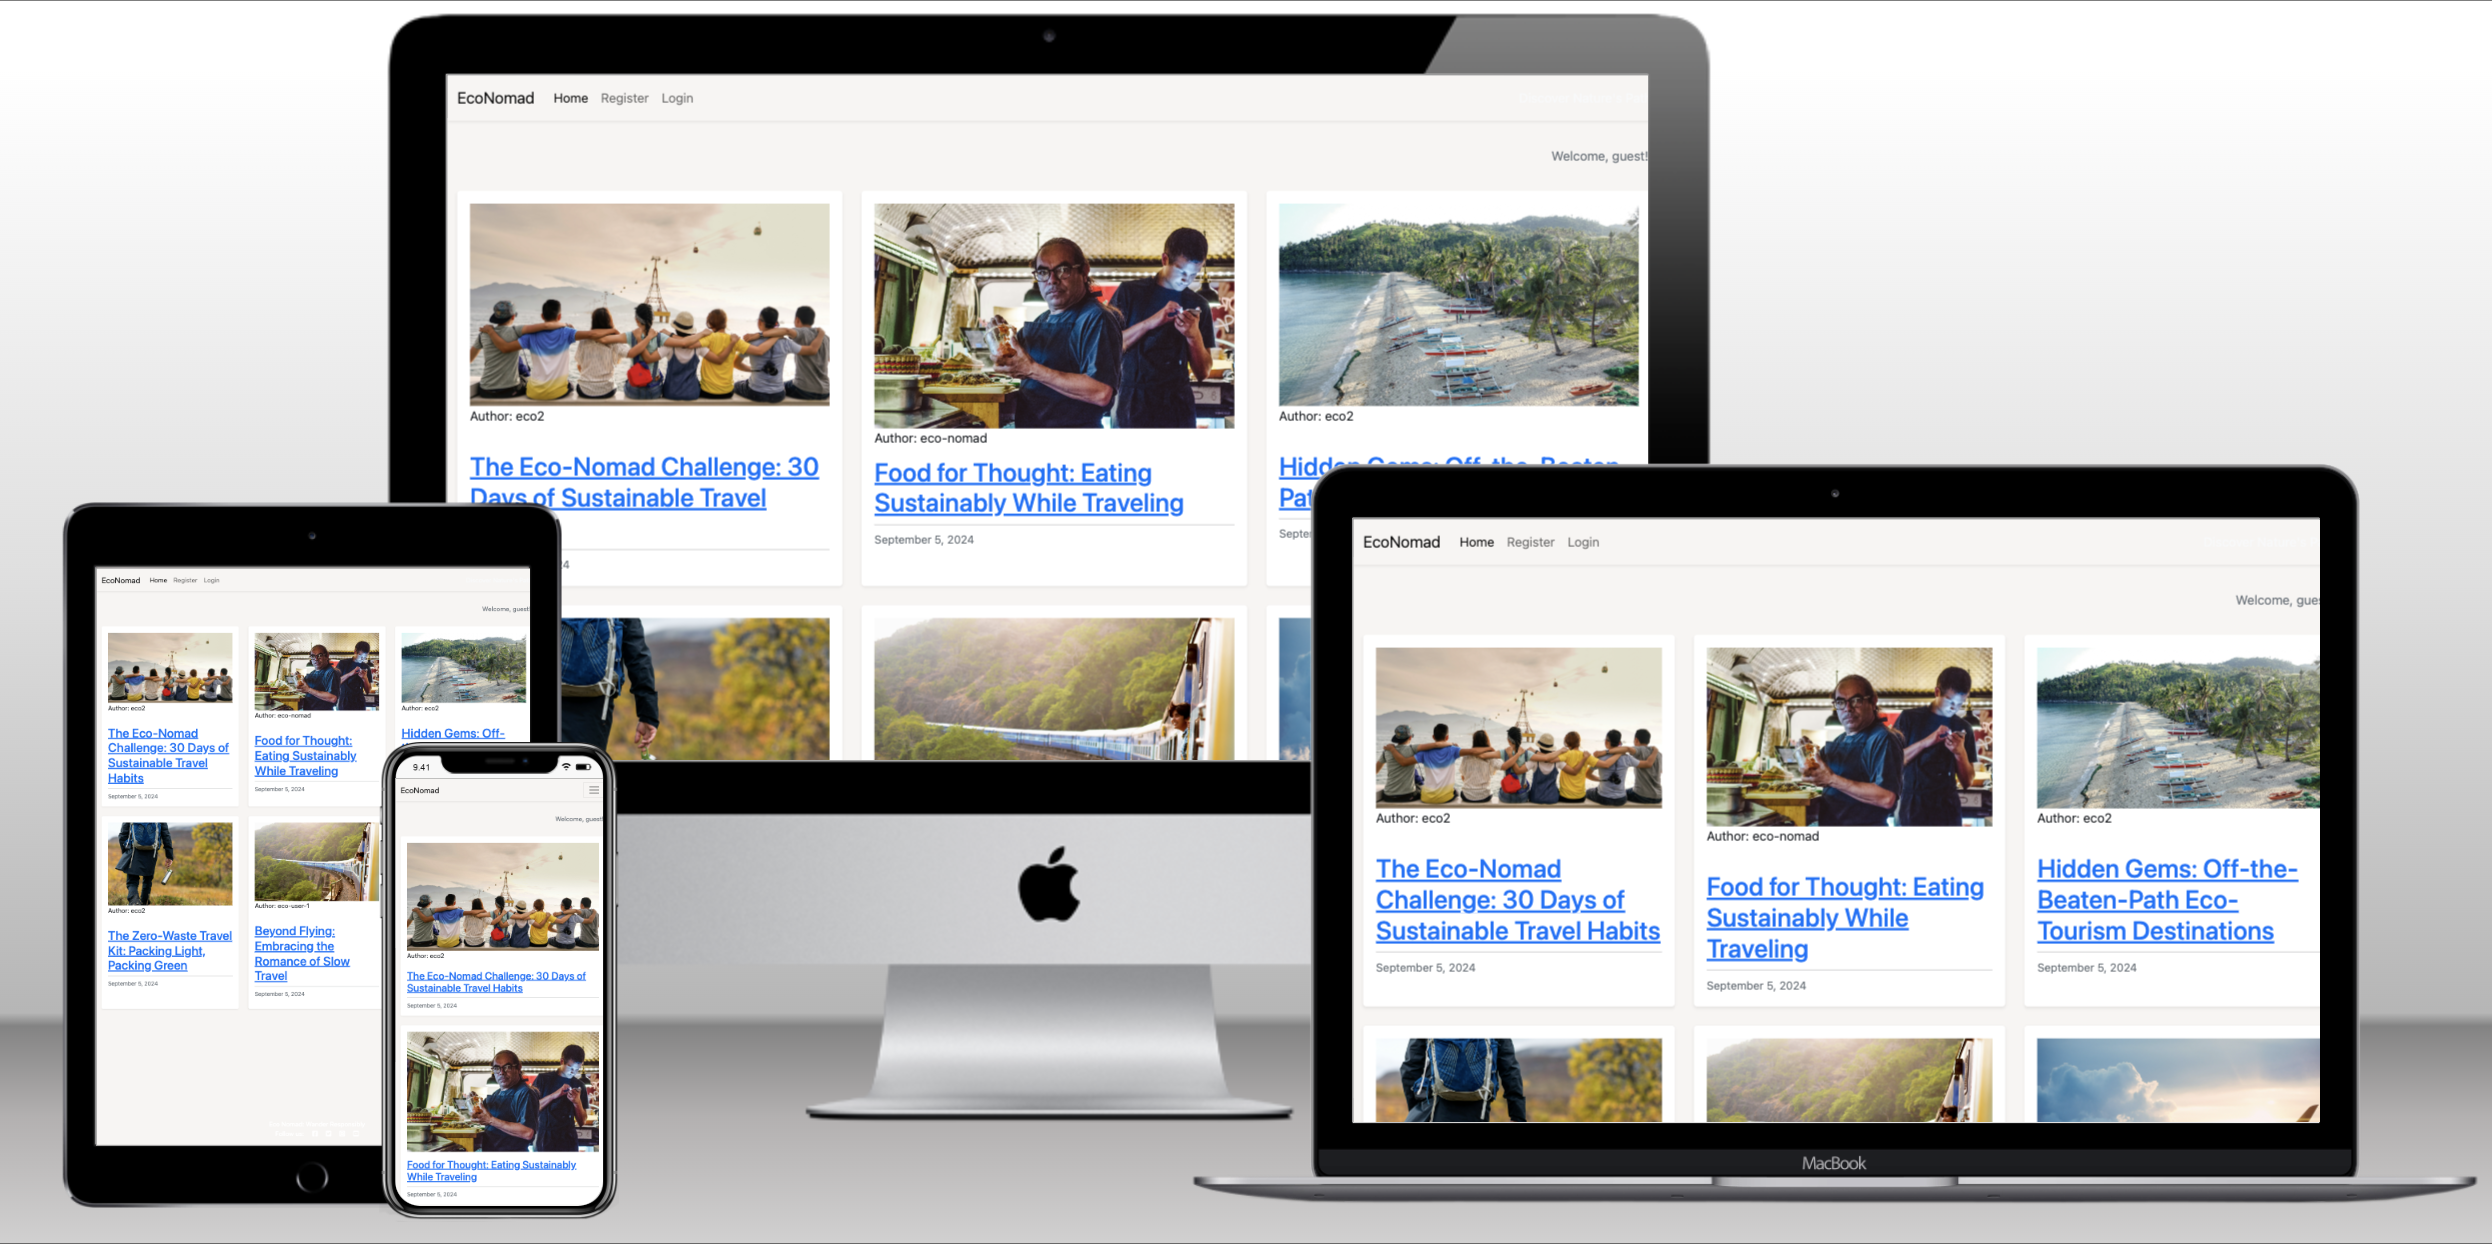 EcoNomad Home Register Login
Welcome, guest!
Author: eco2
The Eco-Nomad Challenge: 30
Days of Sustainable Travel
4
Author: eco-nomad
Food for Thought: Eating
Sustainably While Traveling
September 5, 2024
Author: eco2
Hidden Gems: Off-the-Beaten
Pat
Septe
EcoNomad Home Register Login
Welcome, guest
Author: eco2
The Eco-Nomad
Challenge: 30 Days of
Sustainable Travel
Habits
September 5, 2024
Author: eco-nomad
Food for Thought:
Eating Sustainably
While Traveling
September 5, 2024
Author: eco2
Hidden Gems: Off-
Author: eco2
The Zero-Waste Travel
Kit: Packing Light,
Packing Green
September 5, 2024
Author: eco-user-1
Beyond Flying:
Embracing the
Romance of Slow
Travel
September 5, 2024
9.41
EcoNomad
Welcome, guest!
Author: eco2
The Eco-Nomad Challenge: 30 Days of
Sustainable Travel Habits
September 5, 2024
Food for Thought: Eating Sustainably
While Traveling
September 5, 2024
EcoNomad Home Register Login
Welcome, gues
Author: eco2
The Eco-Nomad
Challenge: 30 Days of
Sustainable Travel Habits
September 5, 2024
Author: eco-nomad
Food for Thought: Eating
Sustainably While
Traveling
September 5, 2024
Author: eco2
Hidden Gems: Off-the-
Beaten-Path Eco-
Tourism Destinations
September 5, 2024
MacBook